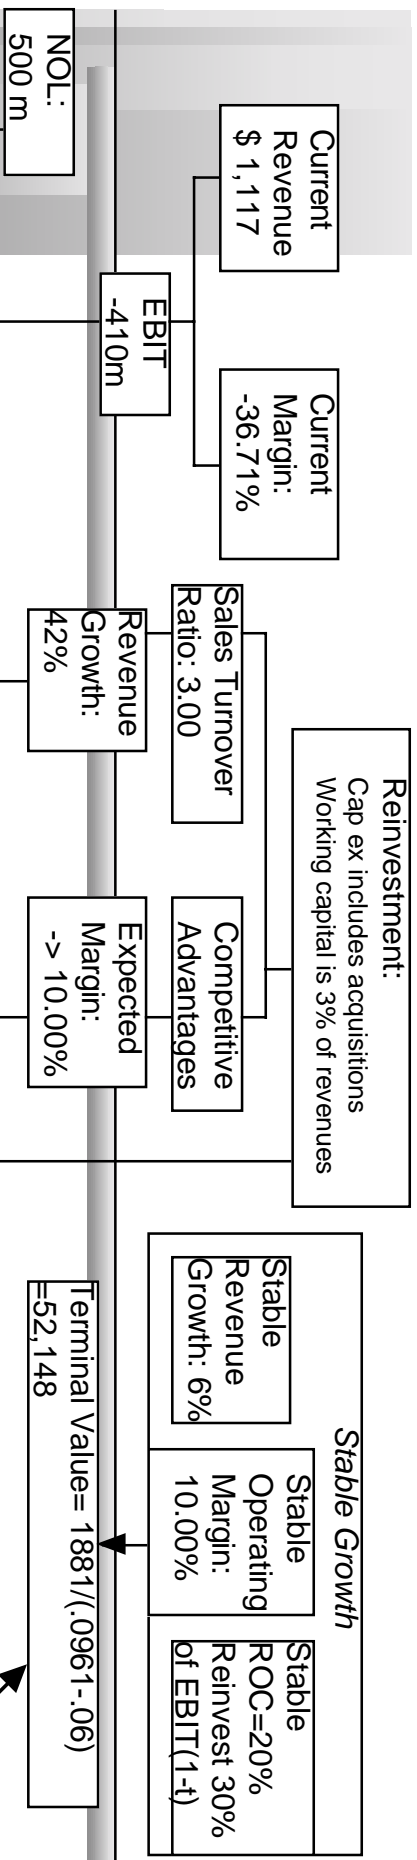 Reinvestment:
Cap ex includes acquisitions
Working capital is 3% of revenues
Stable Growth
Current
Revenue
$ 1,117
Current
Margin:
-36.71%
Sales Turnover
Ratio: 3.00
Competitive
Advantages
Stable
Revenue
Growth: 6%
Stable
Operating
Margin:
10.00%
Stable
ROC=20%
Reinvest 30%
of EBIT(1-t)
EBIT
-410m
Revenue
Growth:
42%
Expected
Margin:
-> 10.00%
NOL:
500 m
Terminal Value= 1881/(.0961-.06)
=52,148